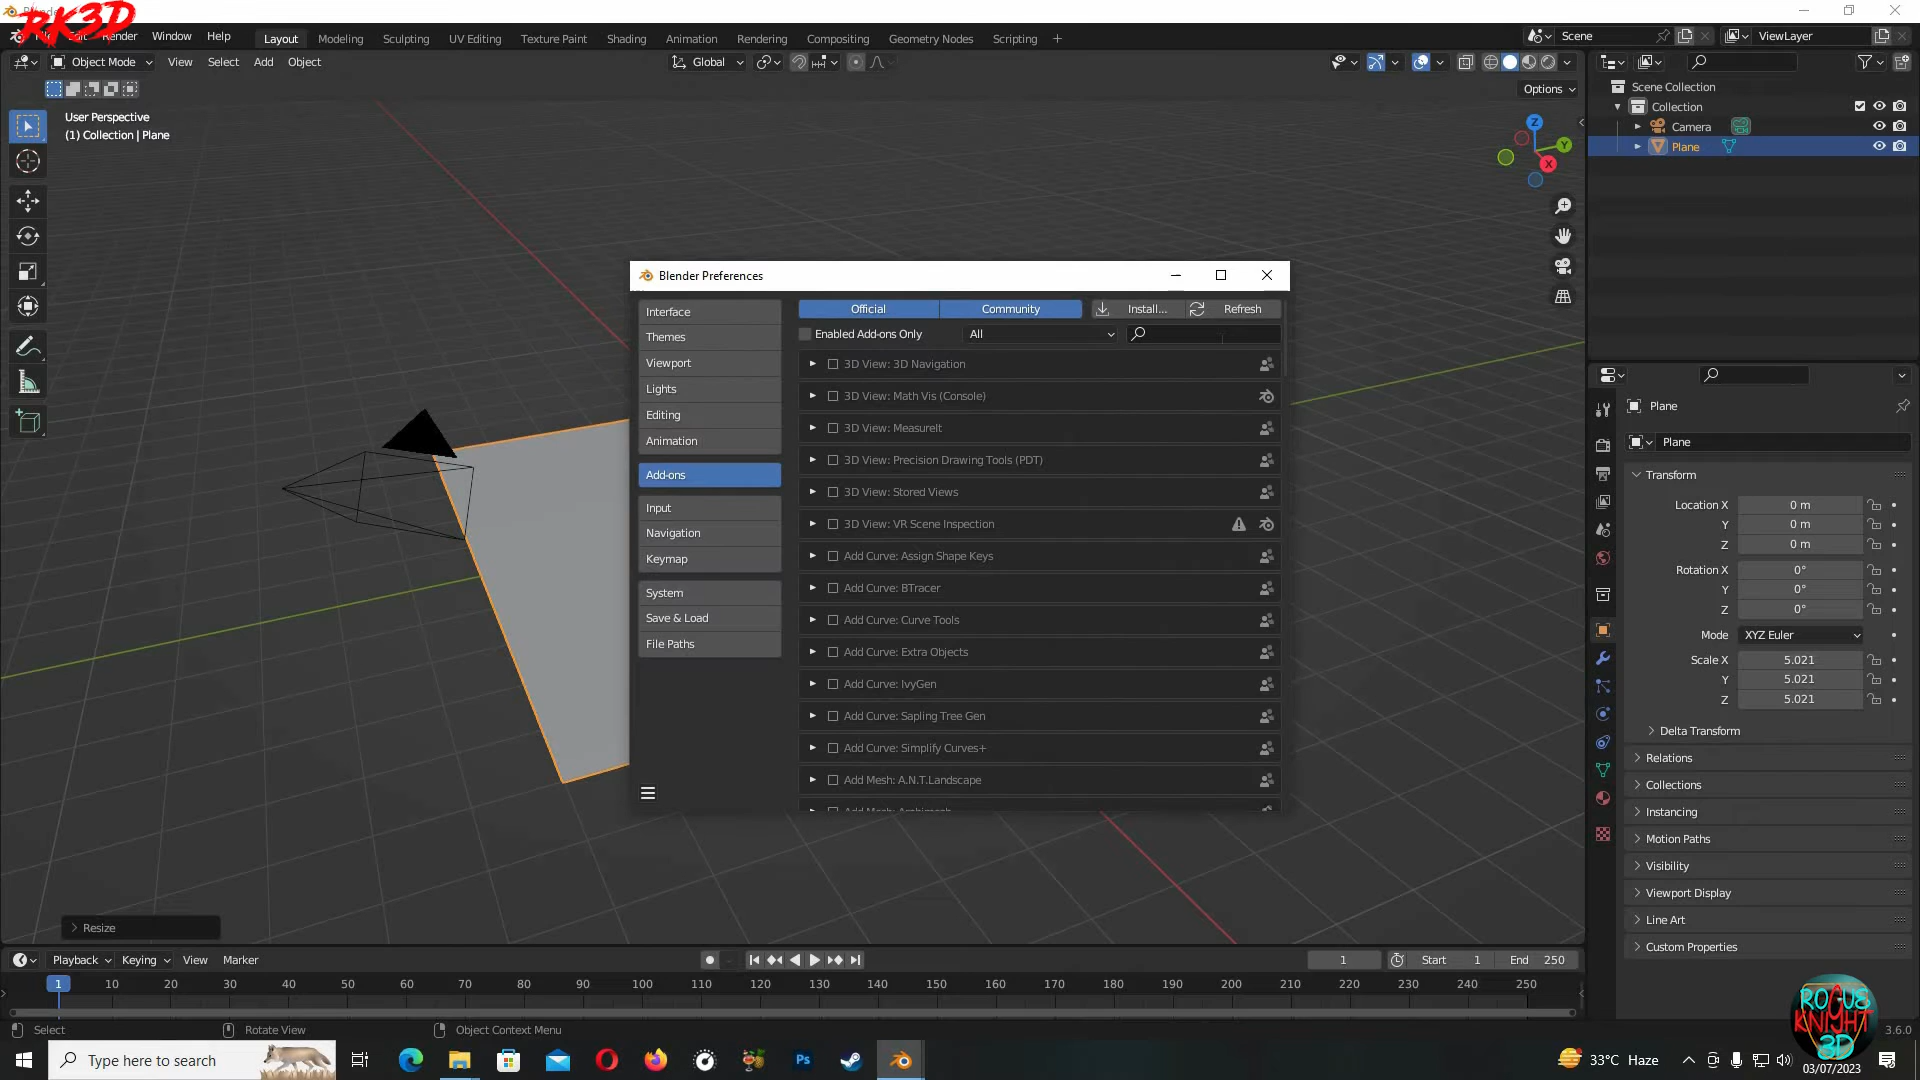 RK3D
Render Window Help
Layout Modeling Sculpting UV Editing Texture Paint Shading Animation Rendering Compositing Geometry Nodes Scripting +
Scene
ViewLayer
Object Mode View Select Add Object
Global
Options
User Perspective
(1) Collection | Plane
Z
Y
X
Scene Collection
Collection
Camera
Plane
Blender Preferences
Interface
Themes
Viewport
Lights
Editing
Animation
Add-ons
Input
Navigation
Keymap
System
Save & Load
File Paths
Official Community Install... Refresh
Enabled Add-ons Only All
3D View: 3D Navigation
3D View: Math Vis (Console)
3D View: MeasureIt
3D View: Precision Drawing Tools (PDT)
3D View: Stored Views
3D View: VR Scene Inspection
Add Curve: Assign Shape Keys
Add Curve: BTracer
Add Curve: Curve Tools
Add Curve: Extra Objects
Add Curve: IvyGen
Add Curve: Sapling Tree Gen
Add Curve: Simplify Curves+
Add Mesh: A.N.T.Landscape
Add Mesh: Archimesh
Plane
Plane
Transform
Location X 0 m
Y 0 m
Z 0 m
Rotation X 0°
Y 0°
Z 0°
Mode XYZ Euler
Scale X 5.021
Y 5.021
Z 5.021
Delta Transform
Relations
Collections
Instancing
Motion Paths
Visibility
Viewport Display
Line Art
Custom Properties
Resize
Playback Keying View Marker
1 Start 1 End 250
1 10 20 30 40 50 60 70 80 90 100 110 120 130 140 150 160 170 180 190 200 210 220 230 240 250
Select Rotate View Object Context Menu
3.6.0
ROGUE
KNIGHT
3D
Type here to search
Ps
33°C Haze
03/07/2023